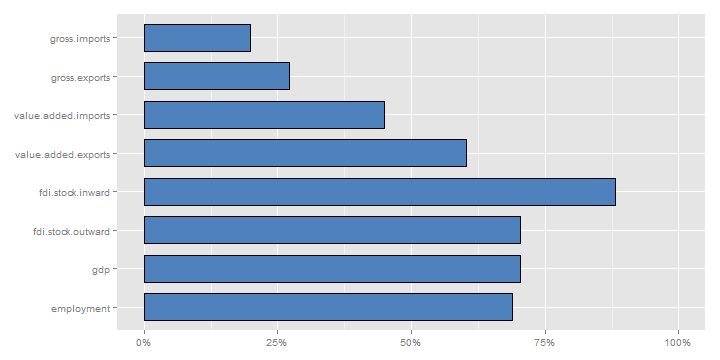 gross.imports
gross.exports
value.added.imports
value.added.exports
fdi.stock.inward
fdi.stock.outward
gdp
employment
0% 25% 50% 75% 100%